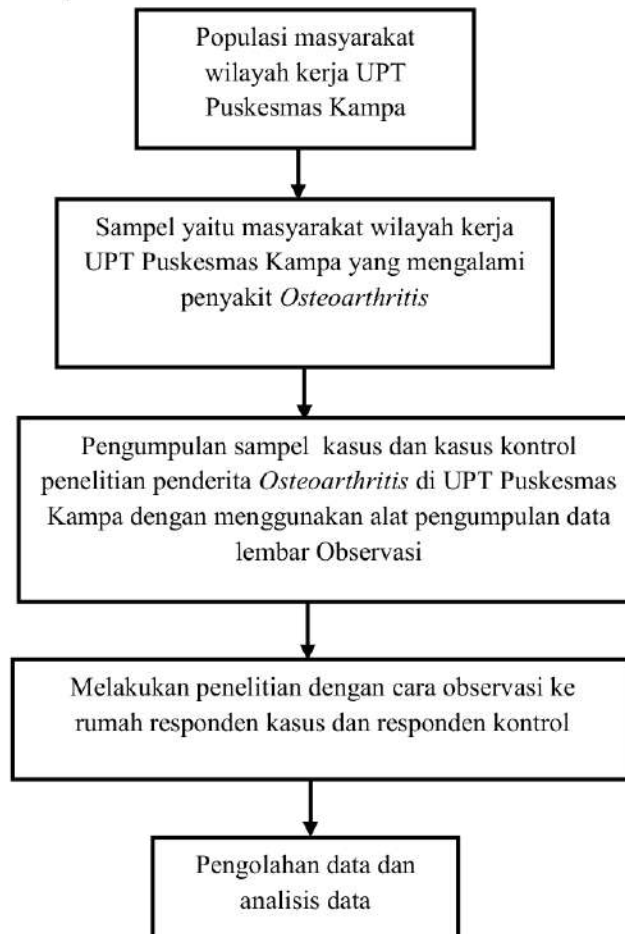 Populasi masyarakat
wilayah kerja UPT
Puskesmas Kampa
Sampel yaitu masyarakat wilayah kerja
UPT Puskesmas Kampa yang mengalami
penyakit Osteoarthritis
Pengumpulan sampel kasus dan kasus kontrol
penelitian penderita Osteoarthritis di UPT Puskesmas
Kampa dengan menggunakan alat pengumpulan data
lembar Observasi
Melakukan penelitian dengan cara observasi ke
rumah responden kasus dan responden kontrol
Pengolahan data dan
analisis data